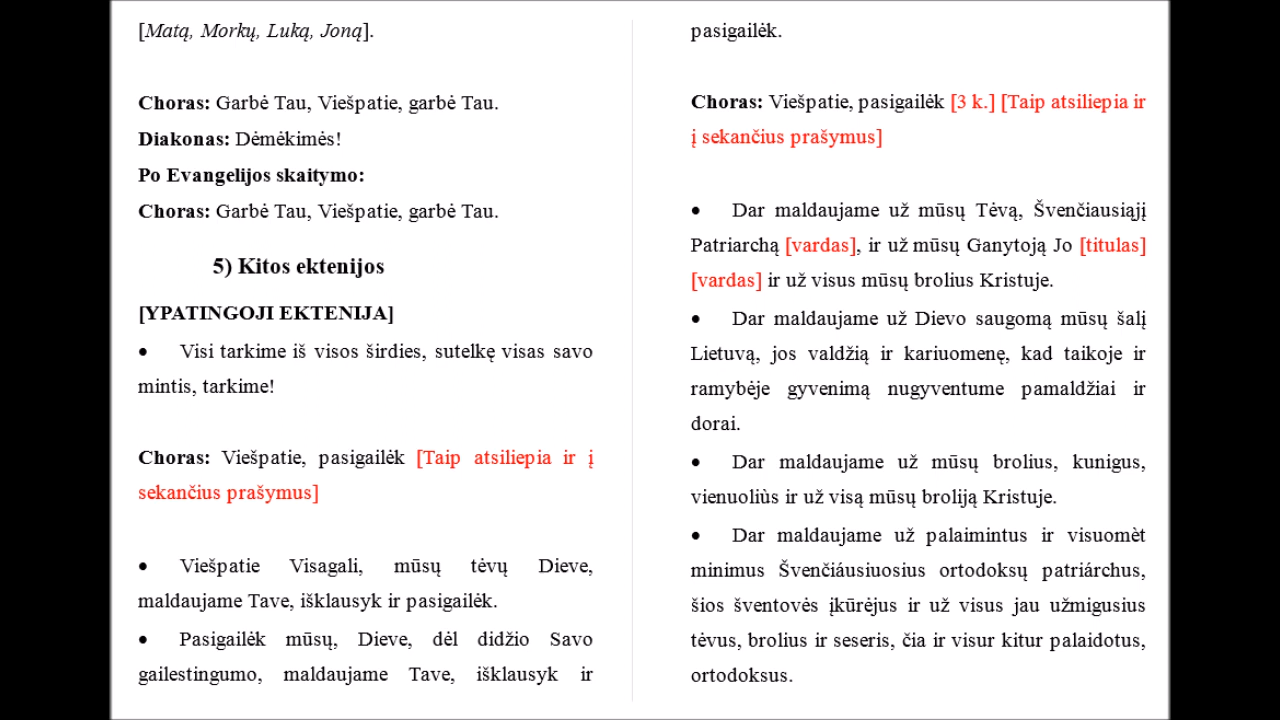 [Matą, Morkų, Luką, Joną].
Choras: Garbė Tau, Viešpatie, garbė Tau.
Diakonas: Dėmėkimės!
Po Evangelijos skaitymo:
Choras: Garbė Tau, Viešpatie, garbė Tau.
5) Kitos ektenijos
[YPATINGOJI EKTENIJA]
• Visi tarkime iš visos širdies, sutelkę visas savo
mintis, tarkime!
Choras: Viešpatie, pasigailėk [Taip atsiliepia ir į
sekančius prašymus]
• Viešpatie Visagali, mūsų tėvų Dieve,
maldaujame Tave, išklausyk ir pasigailėk.
• Pasigailėk mūsų, Dieve, dėl didžio Savo
gailestingumo, maldaujame Tave, išklausyk ir
pasigailėk.
Choras: Viešpatie, pasigailėk [3 k.] [Taip atsiliepia ir
į sekančius prašymus]
• Dar maldaujame už mūsų Tėvą, Švenčiausiąjį
Patriarchą [vardas], ir už mūsų Ganytoją Jo [titulas]
[vardas] ir už visus mūsų brolius Kristuje.
• Dar maldaujame už Dievo saugomą mūsų šalį
Lietuvą, jos valdžią ir kariuomenę, kad taikoje ir
ramybėje gyvenimą nugyventume pamaldžiai ir
dorai.
• Dar maldaujame už mūsų brolius, kunigus,
vienuoliùs ir už visą mūsų broliją Kristuje.
• Dar maldaujame už palaimintus ir visuomèt
minimus Švenčiáusiuosius ortodoksų patriárchus,
šios šventovės įkūrėjus ir už visus jau užmigusius
tėvus, brolius ir seseris, čia ir visur kitur palaidotus,
ortodoksus.